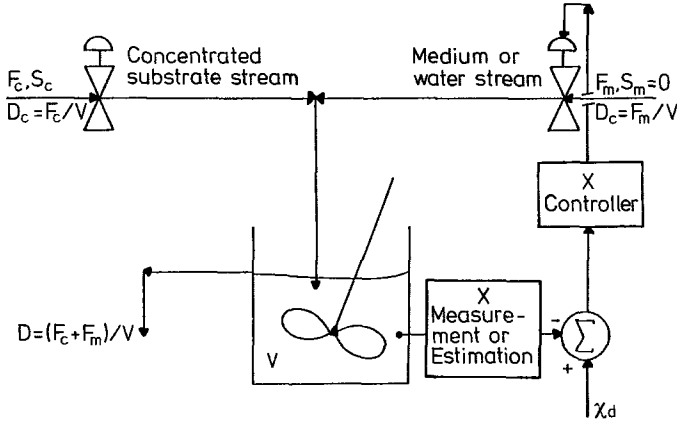 Concentrated
substrate stream
Medium or
water stream
F_c,S_c
D_c=F_c/V
F_m,S_m=0
D_c=F_m/V
X
Controller
X
Measure-
ment or
Estimation
-
Σ
+
D=(F_c+F_m)/V
V
χ_d